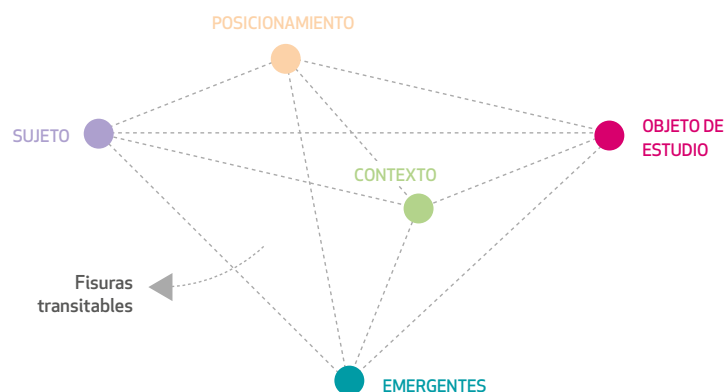 POSICIONAMIENTO
SUJETO
OBJETO DE
ESTUDIO
CONTEXTO
Fisuras
transitables
EMERGENTES